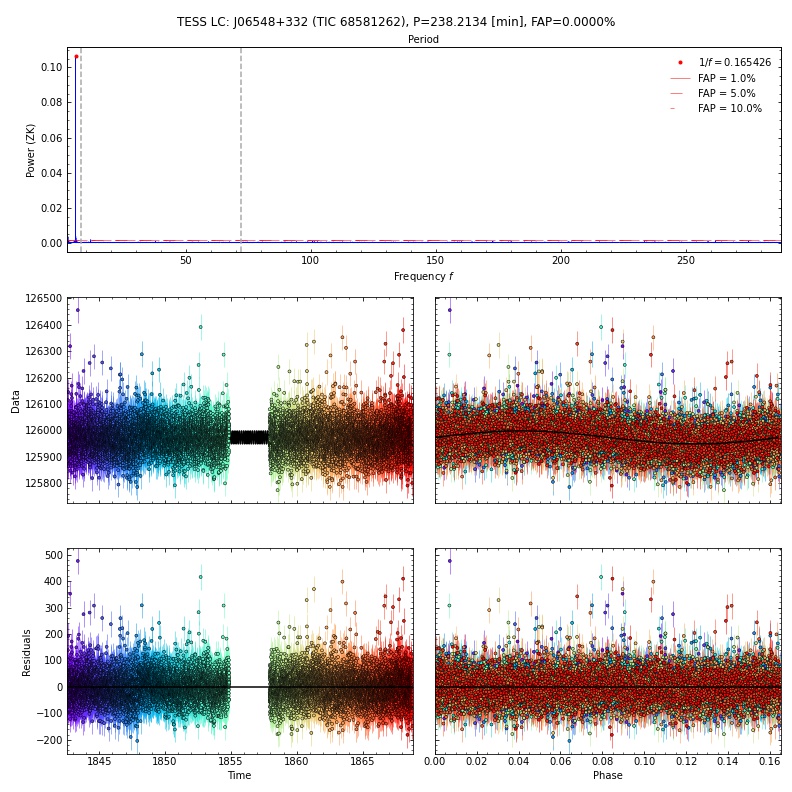 TESS LC: J06548+332 (TIC 68581262), P=238.2134 [min], FAP=0.0000%
Period
Power (ZK)
0.10
0.08
0.06
0.04
0.02
0.00
1/f = 0.165426
FAP = 1.0%
FAP = 5.0%
FAP = 10.0%
50 100 150 200 250
Frequency f
Data
126500
126400
126300
126200
126100
126000
125900
125800
Residuals
500
400
300
200
100
0
−100
−200
1845 1850 1855 1860 1865
Time
0.00 0.02 0.04 0.06 0.08 0.10 0.12 0.14 0.16
Phase